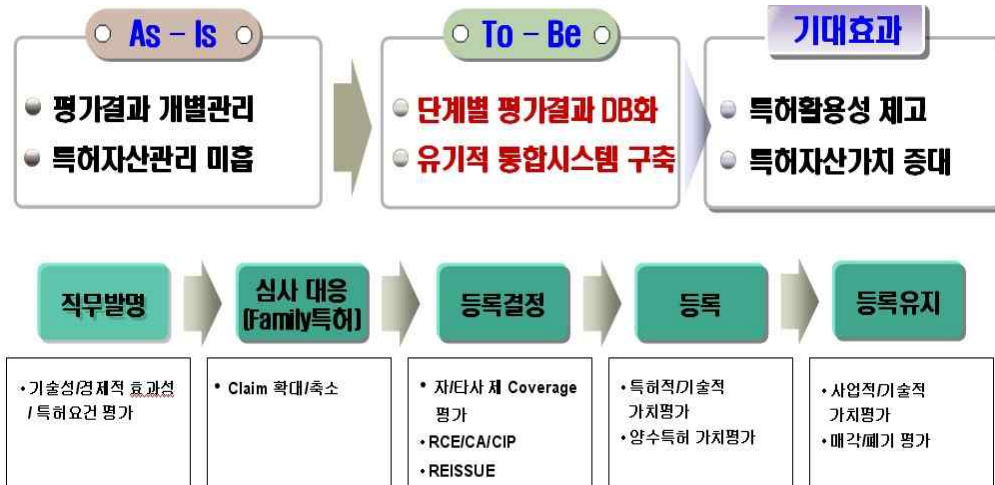 As – Is
평가결과 개별관리
특허자산관리 미흡
To – Be
단계별 평가결과 DB화
유기적 통합시스템 구축
기대효과
특허활용성 제고
특허자산가치 증대
직무발명
심사 대응
(Family특허)
등록결정
등록
등록유지
• 기술성/경제적 효과성
/ 특허요건 평가
• Claim 확대/축소
• 자/타사 제 Coverage
평가
• RCE/CA/CIP
• REISSUE
• 특허적/기술적
가치평가
• 양수특허 가치평가
• 사업적/기술적
가치평가
• 매각/폐기 평가